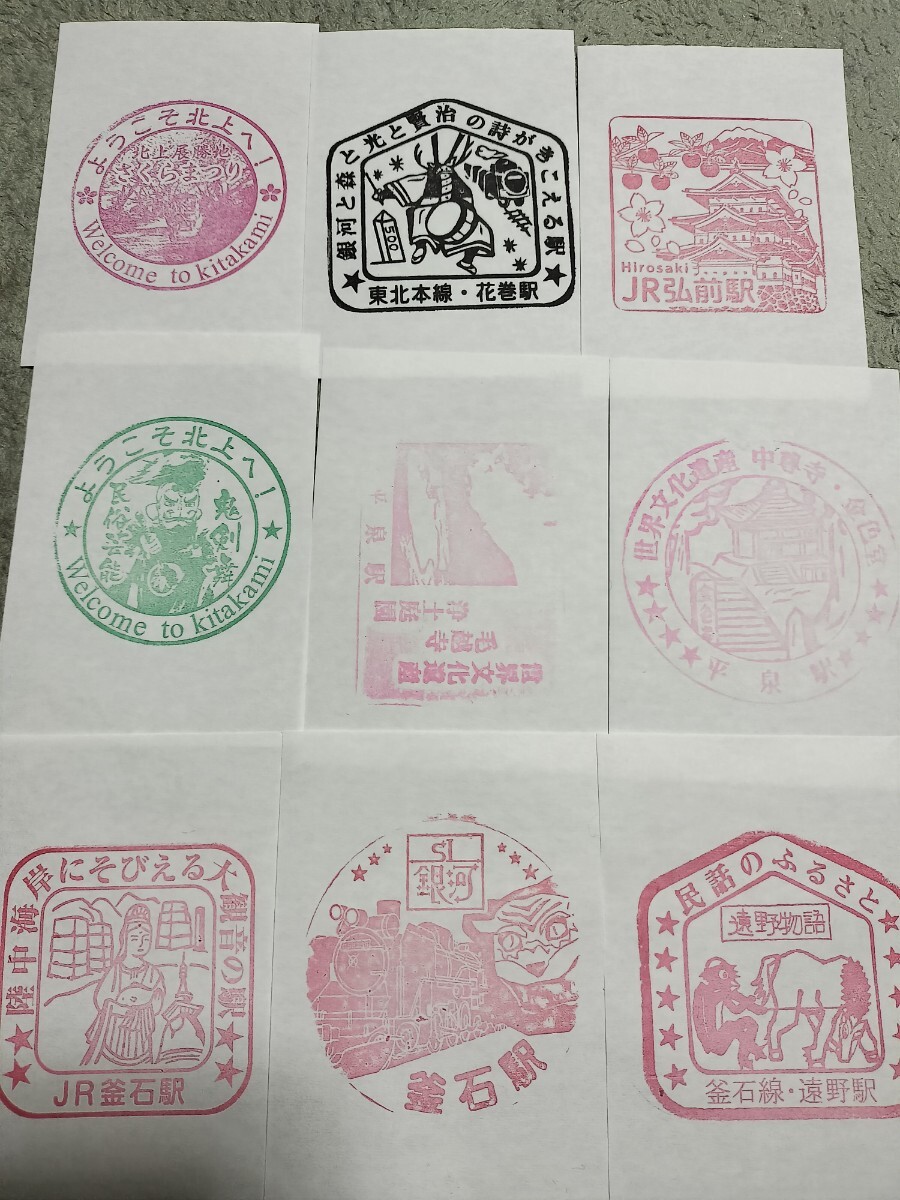 ようこそ北上へ!
北上展勝地
さくらまつり
Welcome to kitakami
銀河と森と光と賢治の詩がきこえる駅
1500
東北本線・花巻駅
Hirosaki
JR弘前駅
ようこそ北上へ!
鬼剣舞
民俗芸能
Welcome to kitakami
世界文化遺産
毛越寺
浄土庭園
平泉駅
世界文化遺産 中尊寺・金色堂
平泉駅
陸中海岸にそびえる大観音の駅
JR釜石駅
SL
銀河
釜石駅
民話のふるさと
遠野物語
釜石線・遠野駅